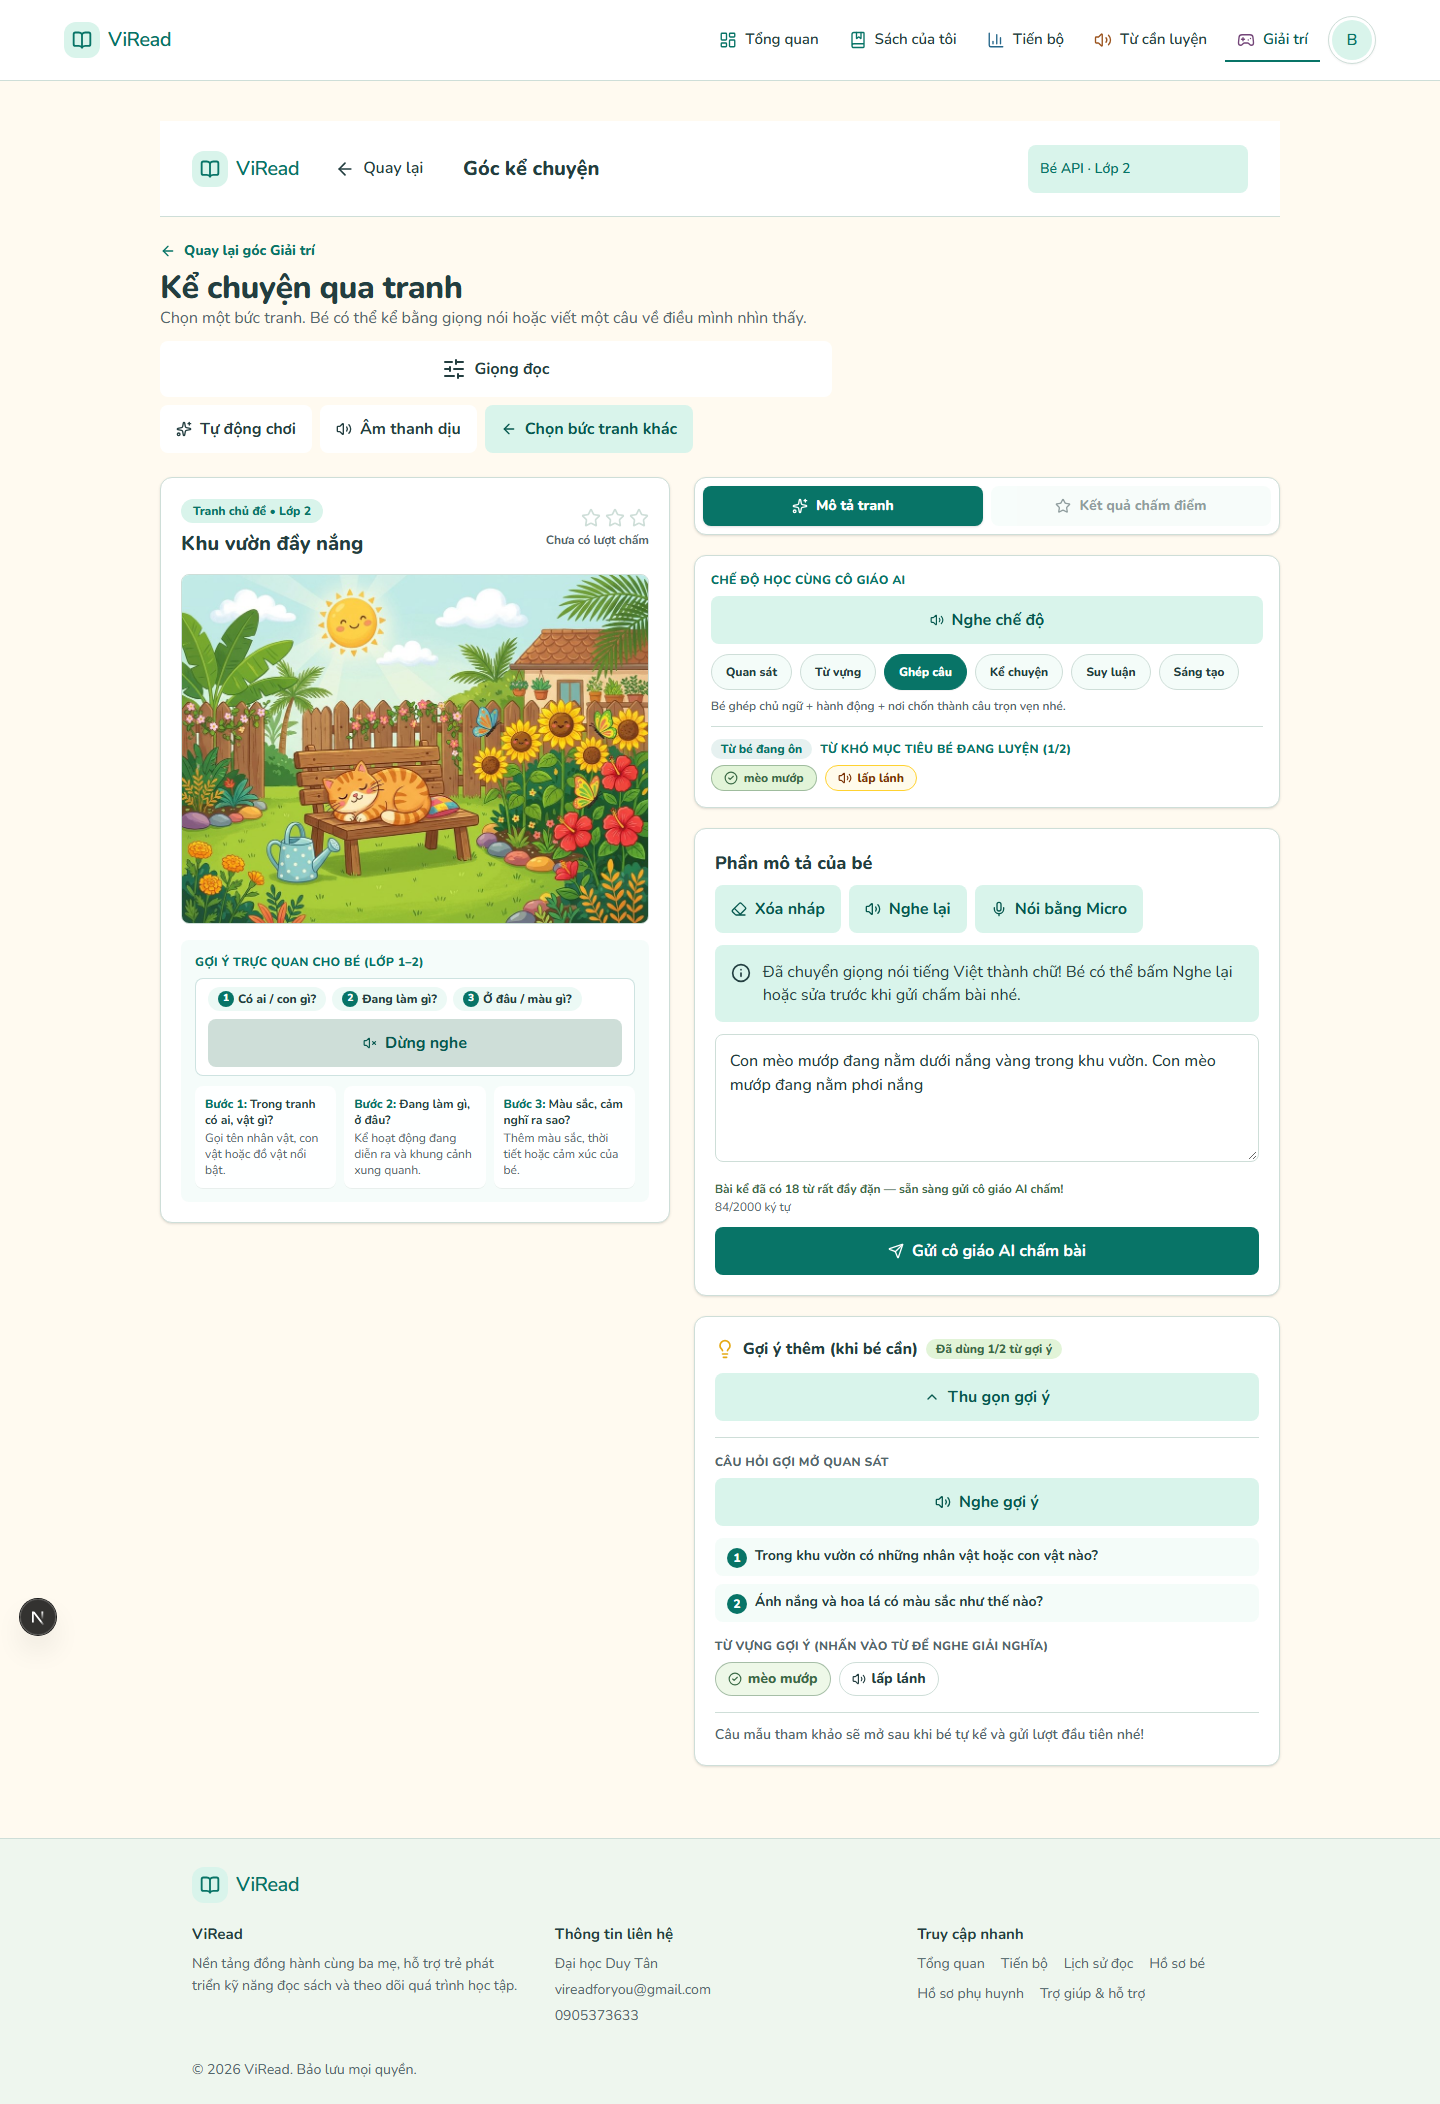 ViRead
Tổng quan
Sách của tôi
Tiến bộ
Từ cần luyện
Giải trí
B
ViRead
Quay lại
Góc kể chuyện
Bé API · Lớp 2
Quay lại góc Giải trí
Kể chuyện qua tranh
Chọn một bức tranh. Bé có thể kể bằng giọng nói hoặc viết một câu về điều mình nhìn thấy.
Giọng đọc
Tự động chơi
Âm thanh dịu
Chọn bức tranh khác
Tranh chủ đề • Lớp 2
Khu vườn đầy nắng
Chưa có lượt chấm
GỢI Ý TRỰC QUAN CHO BÉ (LỚP 1–2)
1 Có ai / con gì?
2 Đang làm gì?
3 Ở đâu / màu gì?
Dừng nghe
Bước 1: Trong tranh
có ai, vật gì?
Gọi tên nhân vật, con
vật hoặc đồ vật nổi
bật.
Bước 2: Đang làm gì,
ở đâu?
Kể hoạt động đang
diễn ra và khung cảnh
xung quanh.
Bước 3: Màu sắc, cảm
nghĩ ra sao?
Thêm màu sắc, thời
tiết hoặc cảm xúc của
bé.
Mô tả tranh
Kết quả chấm điểm
CHẾ ĐỘ HỌC CÙNG CÔ GIÁO AI
Nghe chế độ
Quan sát
Từ vựng
Ghép câu
Kể chuyện
Suy luận
Sáng tạo
Bé ghép chủ ngữ + hành động + nơi chốn thành câu trọn vẹn nhé.
Từ bé đang ôn
TỪ KHÓ MỤC TIÊU BÉ ĐANG LUYỆN (1/2)
mèo mướp
lấp lánh
Phần mô tả của bé
Xóa nháp
Nghe lại
Nói bằng Micro
Đã chuyển giọng nói tiếng Việt thành chữ! Bé có thể bấm Nghe lại
hoặc sửa trước khi gửi chấm bài nhé.
Con mèo mướp đang nằm dưới nắng vàng trong khu vườn. Con mèo
mướp đang nằm phơi nắng
Bài kể đã có 18 từ rất đầy đặn — sẵn sàng gửi cô giáo AI chấm!
84/2000 ký tự
Gửi cô giáo AI chấm bài
Gợi ý thêm (khi bé cần)
Đã dùng 1/2 từ gợi ý
Thu gọn gợi ý
CÂU HỎI GỢI MỞ QUAN SÁT
Nghe gợi ý
1 Trong khu vườn có những nhân vật hoặc con vật nào?
2 Ánh nắng và hoa lá có màu sắc như thế nào?
TỪ VỰNG GỢI Ý (NHẤN VÀO TỪ ĐỂ NGHE GIẢI NGHĨA)
mèo mướp
lấp lánh
Câu mẫu tham khảo sẽ mở sau khi bé tự kể và gửi lượt đầu tiên nhé!
N
ViRead
ViRead
Nền tảng đồng hành cùng ba mẹ, hỗ trợ trẻ phát
triển kỹ năng đọc sách và theo dõi quá trình học tập.
Thông tin liên hệ
Đại học Duy Tân
vireadforyou@gmail.com
0905373633
Truy cập nhanh
Tổng quan
Tiến bộ
Lịch sử đọc
Hồ sơ bé
Hồ sơ phụ huynh
Trợ giúp & hỗ trợ
© 2026 ViRead. Bảo lưu mọi quyền.